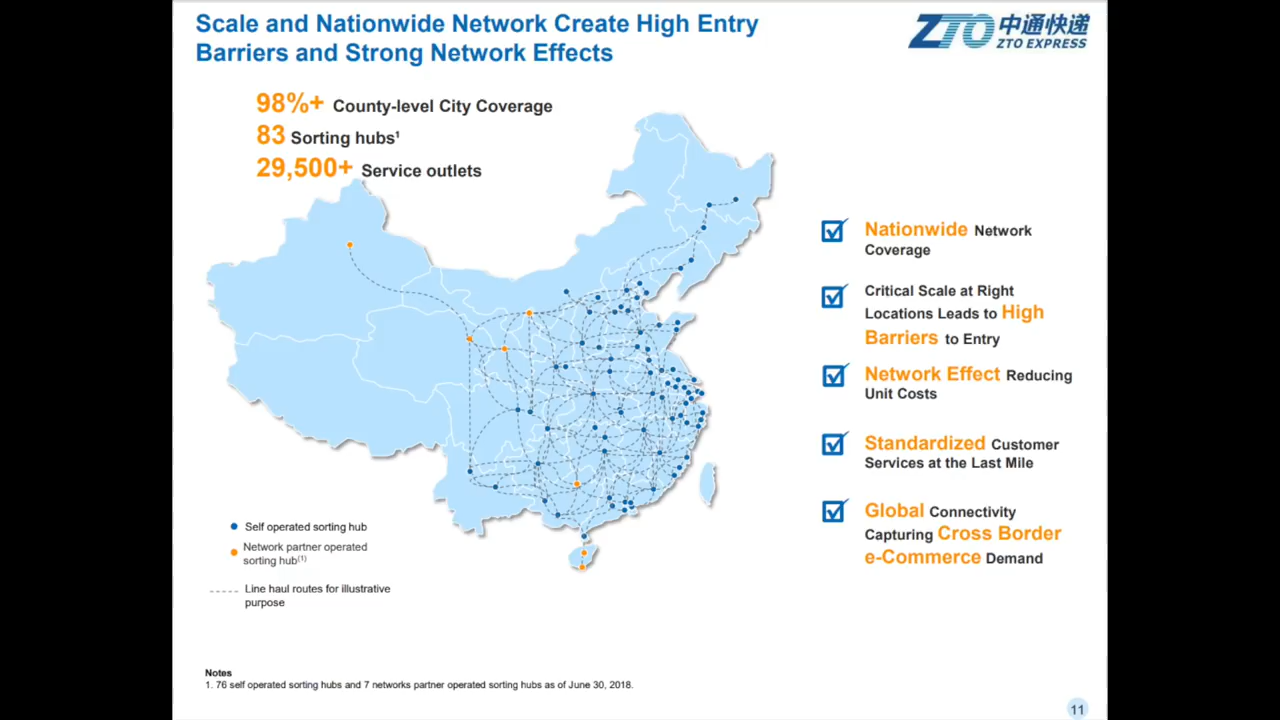 Scale and Nationwide Network Create High Entry
Barriers and Strong Network Effects
ZTO 中通快递
ZTO EXPRESS
98%+ County-level City Coverage
83 Sorting hubs¹
29,500+ Service outlets
Nationwide Network
Coverage
Critical Scale at Right
Locations Leads to High
Barriers to Entry
Network Effect Reducing
Unit Costs
Standardized Customer
Services at the Last Mile
Global Connectivity
Capturing Cross Border
e-Commerce Demand
Self operated sorting hub
Network partner operated
sorting hub(1)
Line haul routes for illustrative
purpose
Notes
1. 76 self operated sorting hubs and 7 networks partner operated sorting hubs as of June 30, 2018.
11